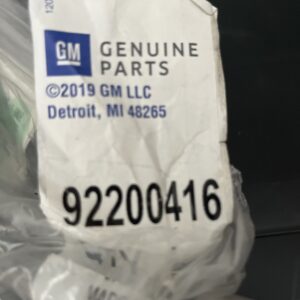 GM GENUINE
PARTS
©2019 GM LLC
Detroit, MI 48265
92200416